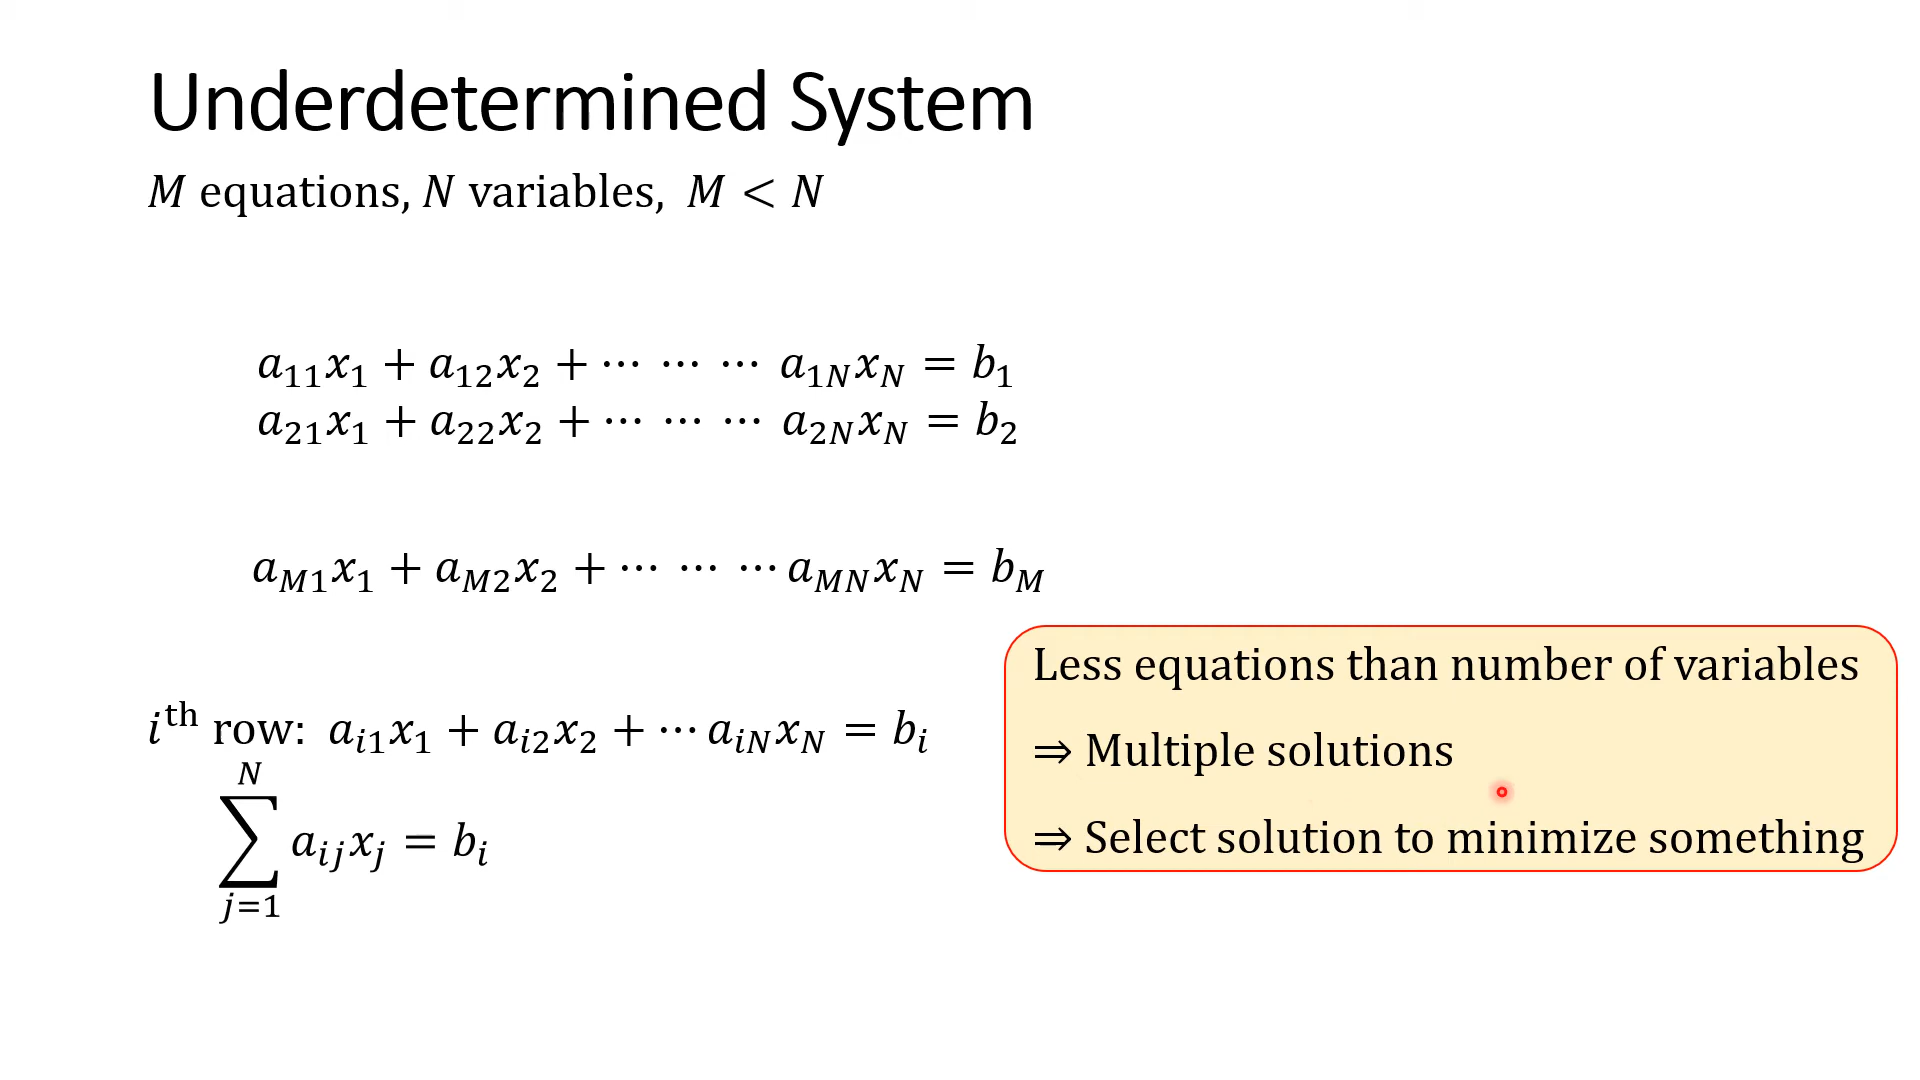 Underdetermined System
M equations, N variables, M < N
a₁₁x₁ + a₁₂x₂ + ⋯ ⋯ ⋯ a₁NxN = b₁
a₂₁x₁ + a₂₂x₂ + ⋯ ⋯ ⋯ a₂NxN = b₂
aM₁x₁ + aM₂x₂ + ⋯ ⋯ ⋯ aMNxN = bM
Less equations than number of variables
⇒ Multiple solutions
⇒ Select solution to minimize something
iᵗʰ row: aᵢ₁x₁ + aᵢ₂x₂ + ⋯ aᵢNxN = bᵢ
N
∑ aᵢⱼxⱼ = bᵢ
j=1